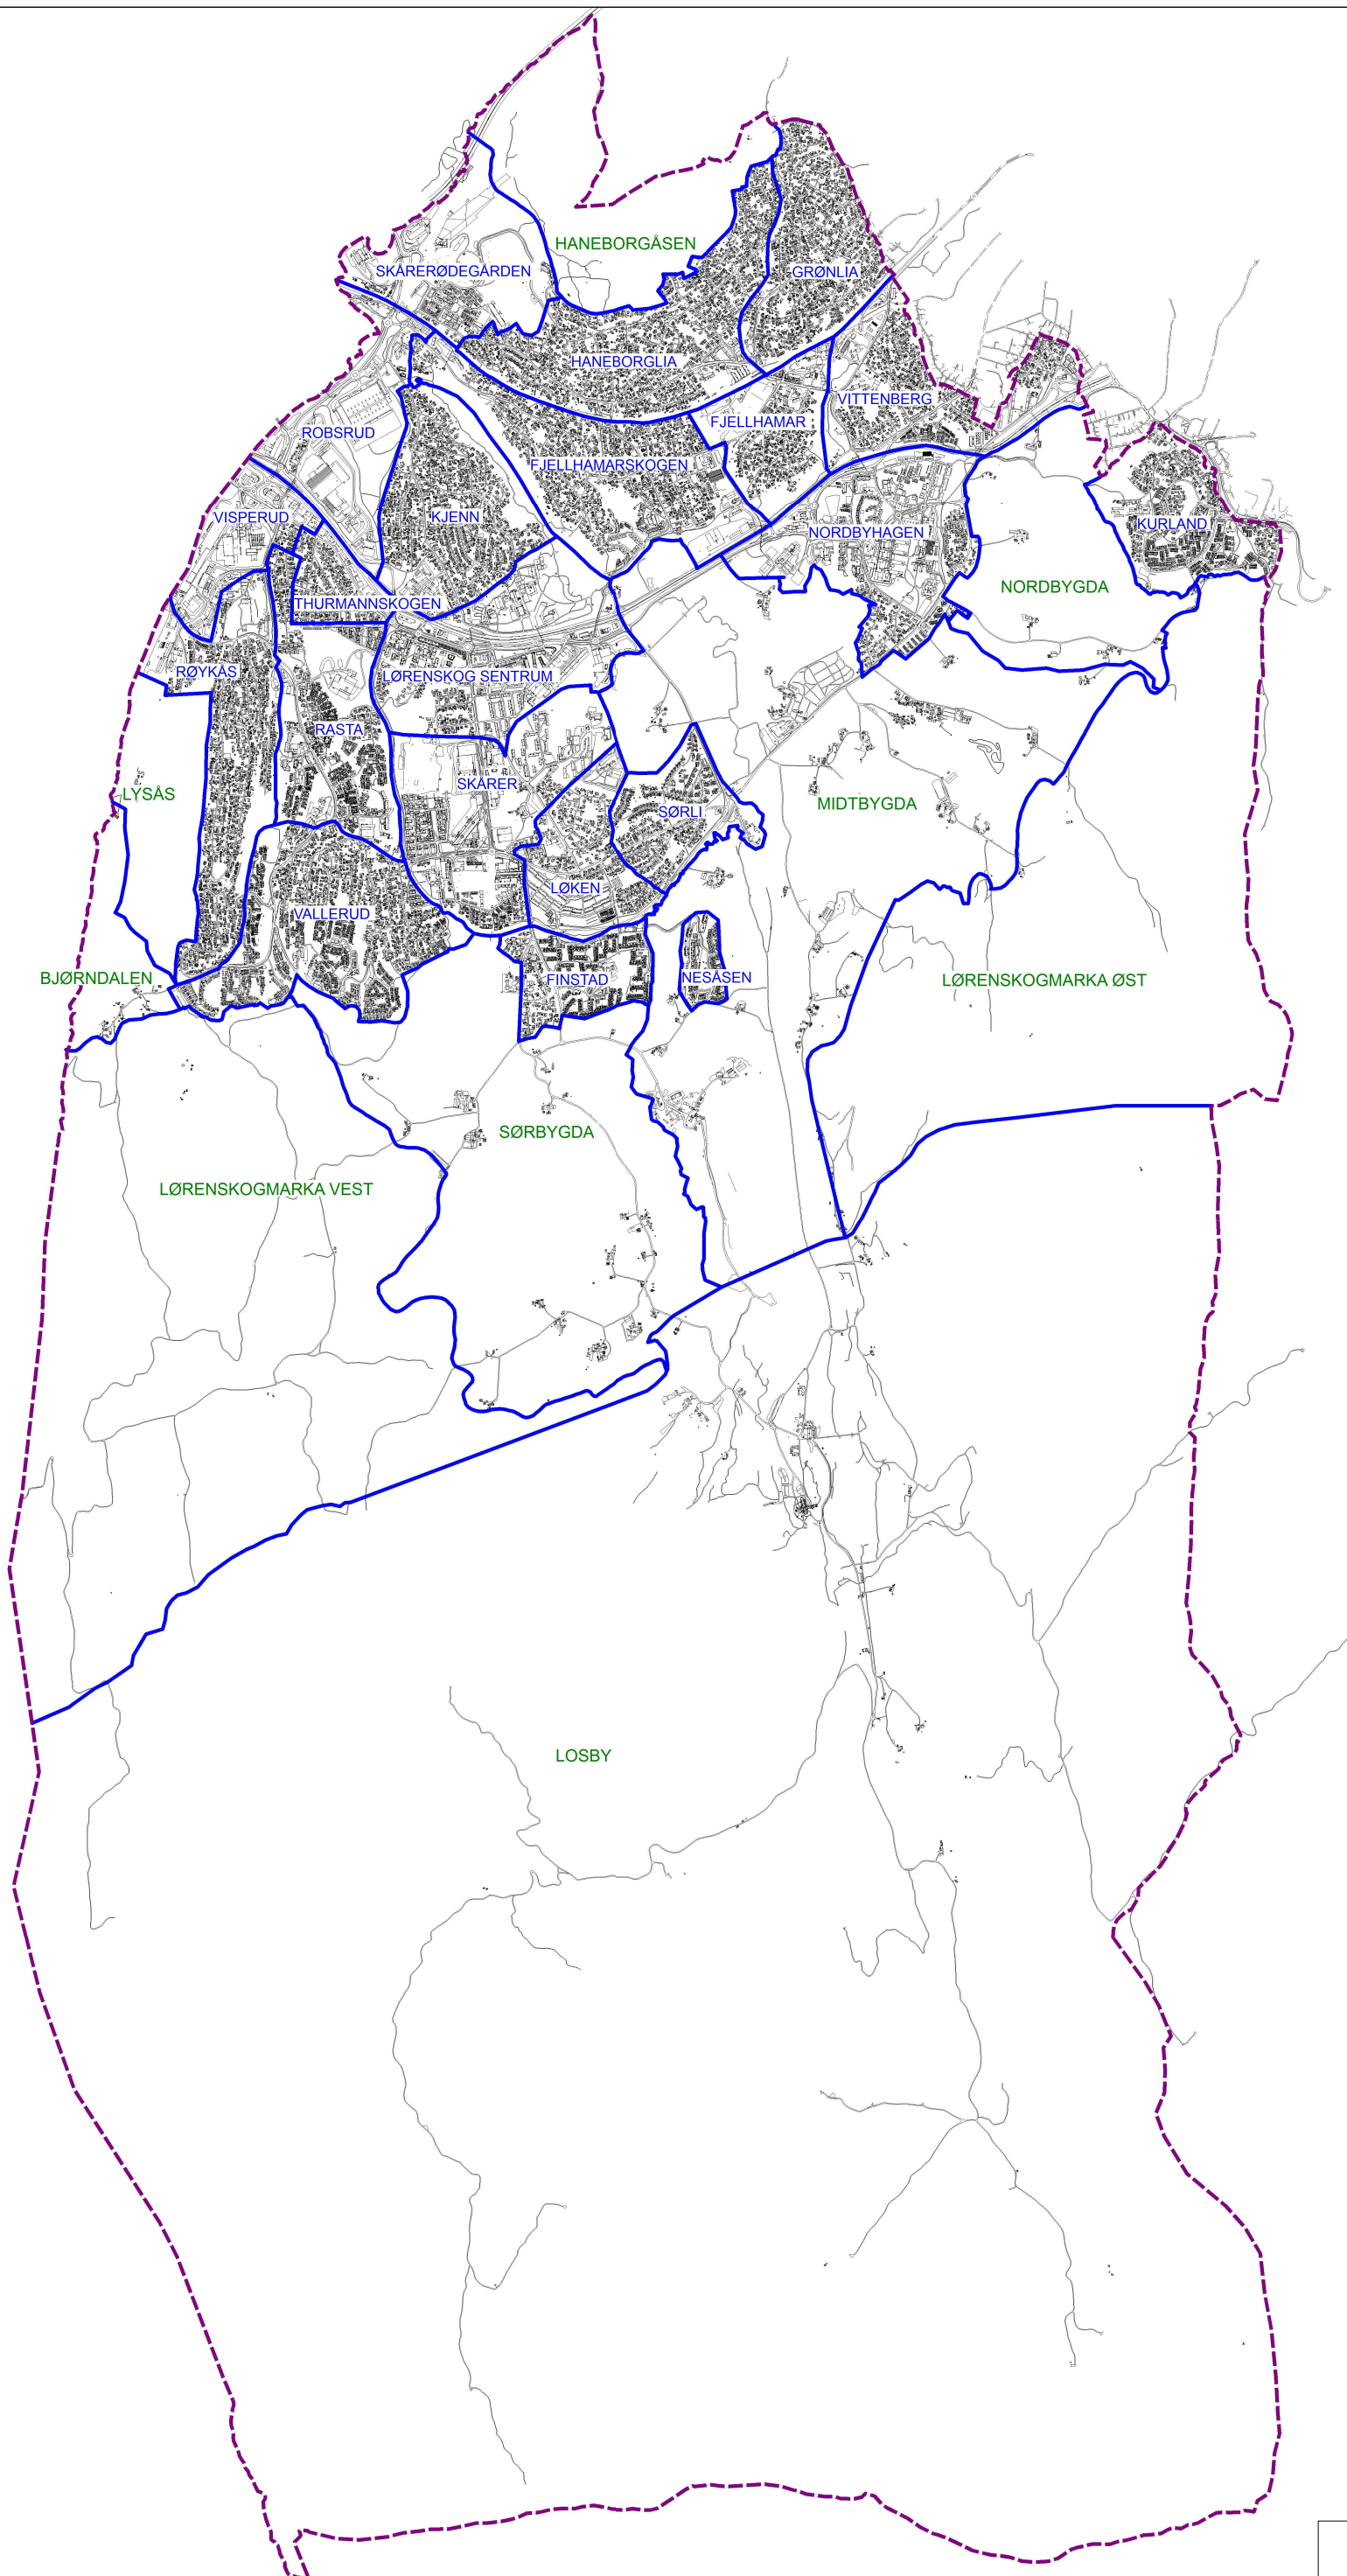 HANEBORGÅSEN
SKÅRERØDEGÅRDEN
GRØNLIA
HANEBORGLIA
VITTENBERG
FJELLHAMAR
ROBSRUD
FJELLHAMARSKOGEN
VISPERUD
KJENN
KURLAND
NORDBYHAGEN
NORDBYGDA
THURMANNSKOGEN
RØYKÅS
LØRENSKOG SENTRUM
RASTA
SKÅRER
LYSÅS
MIDTBYGDA
SØRLI
LØKEN
VALLERUD
BJØRNDALEN
FINSTAD
NESÅSEN
LØRENSKOGMARKA ØST
SØRBYGDA
LØRENSKOGMARKA VEST
LOSBY